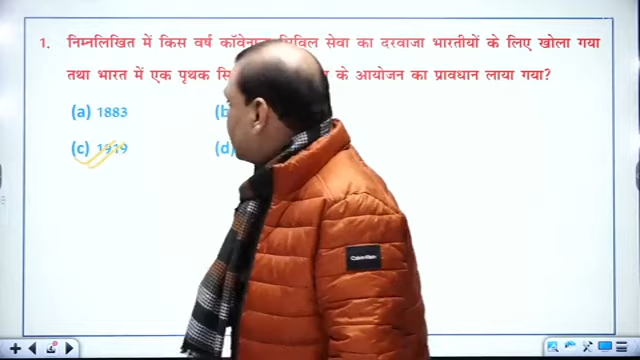 1. निम्नलिखित में किस वर्ष कॉवेनान्ट सिविल सेवा का दरवाजा भारतीयों के लिए खोला गया
तथा भारत में एक पृथक के आयोजन का प्रावधान लाया गया?
(a) 1883
(c) 1919 (d)
Calvin Klein